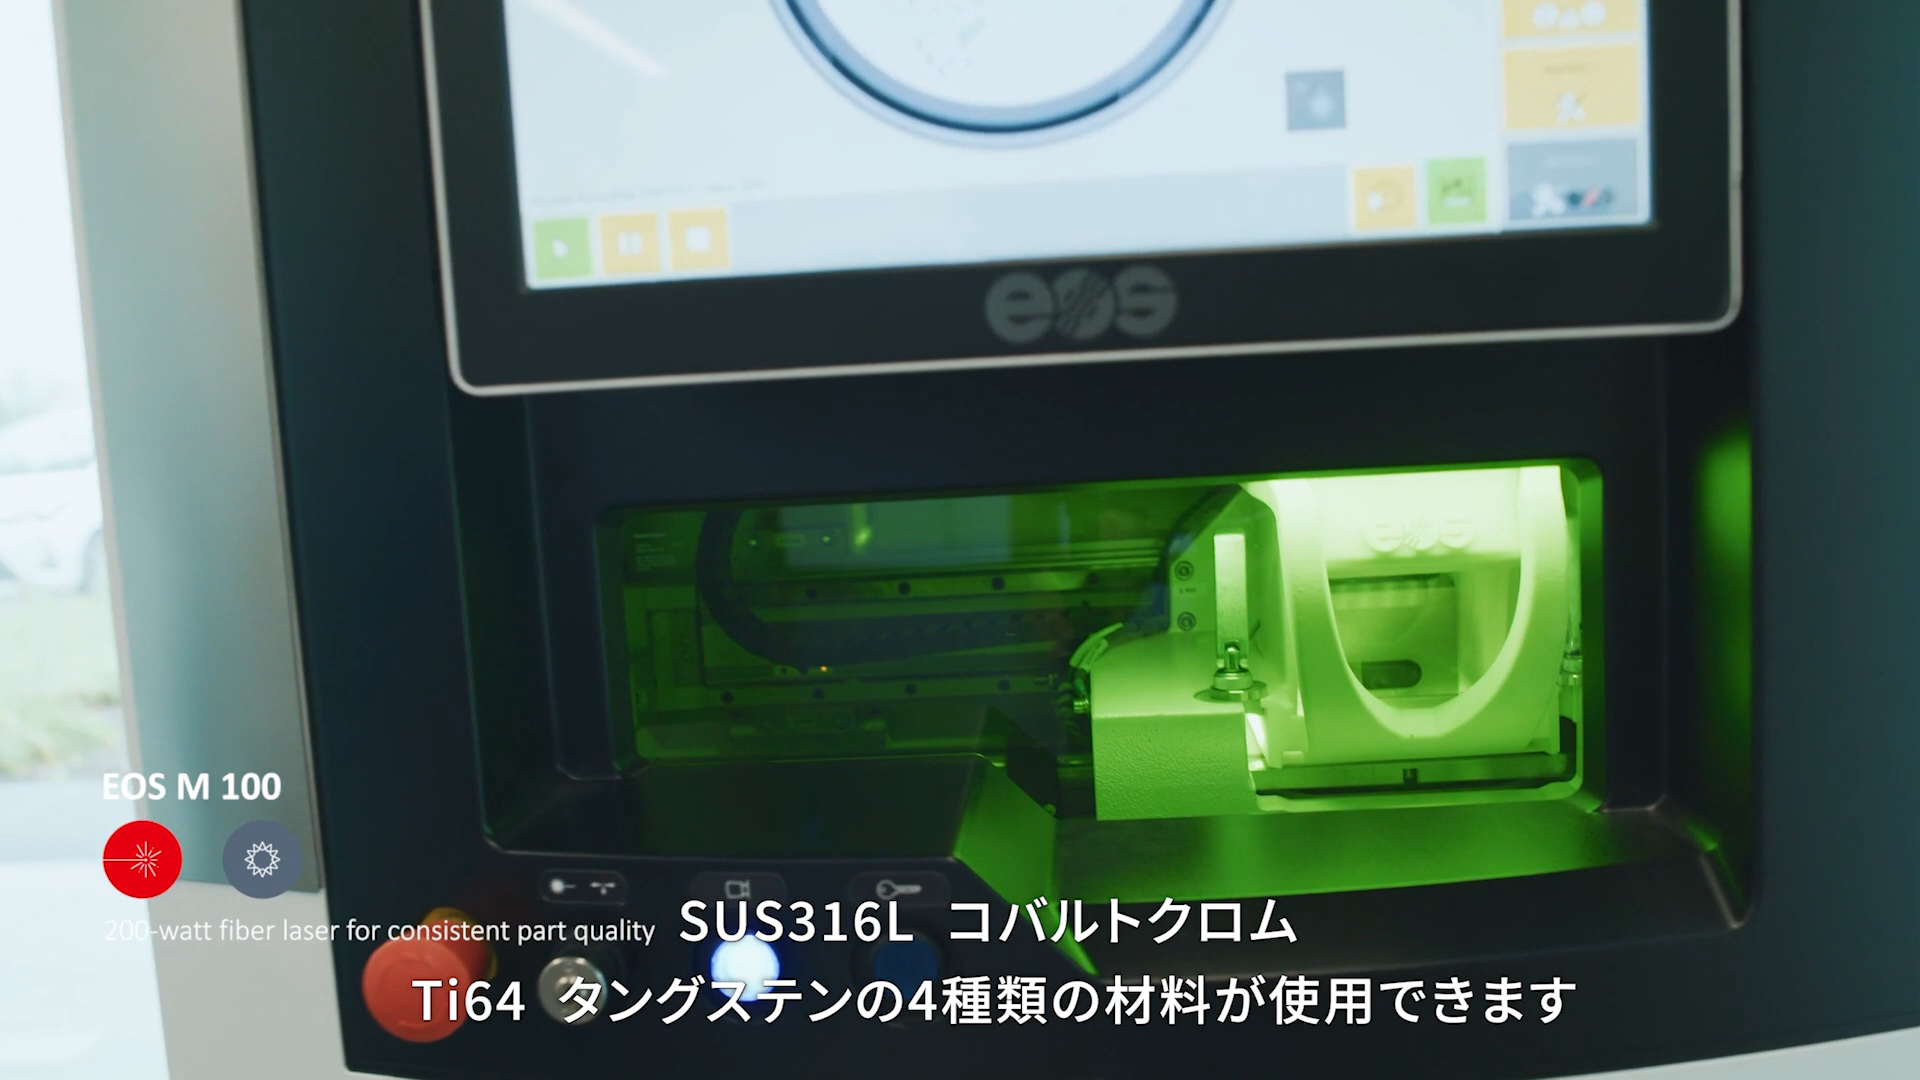 eos
eos
EOS M 100
200-watt fiber laser for consistent part quality
SUS316L コバルトクロム
Ti64 タングステンの4種類の材料が使用できます